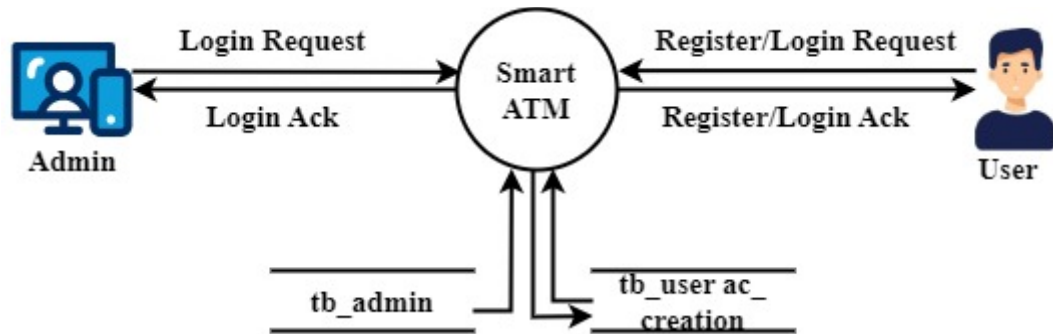 Login Request
Login Ack
Admin
Smart
ATM
Register/Login Request
Register/Login Ack
User
tb_admin
tb_user ac_
creation